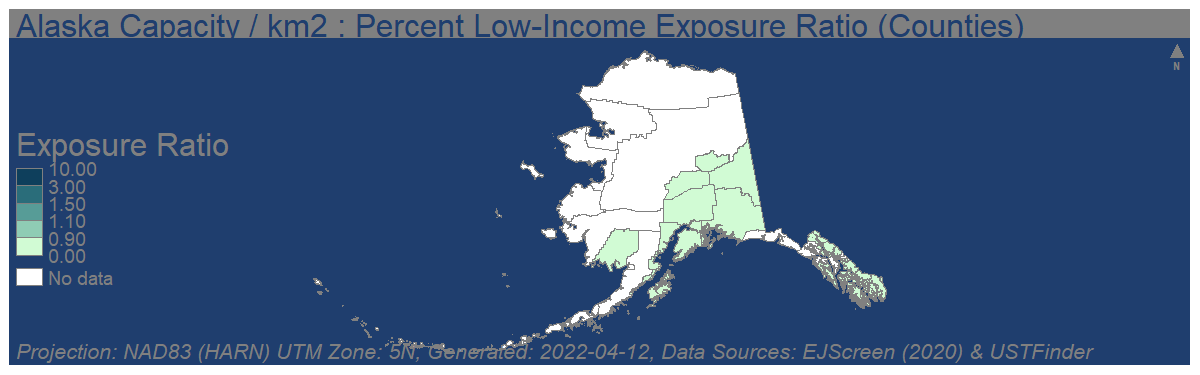 Alaska Capacity / km2 : Percent Low-Income Exposure Ratio (Counties)
N
Exposure Ratio
10.00
3.00
1.50
1.10
0.90
0.00
No data
Projection: NAD83 (HARN) UTM Zone: 5N, Generated: 2022-04-12, Data Sources: EJScreen (2020) & USTFinder